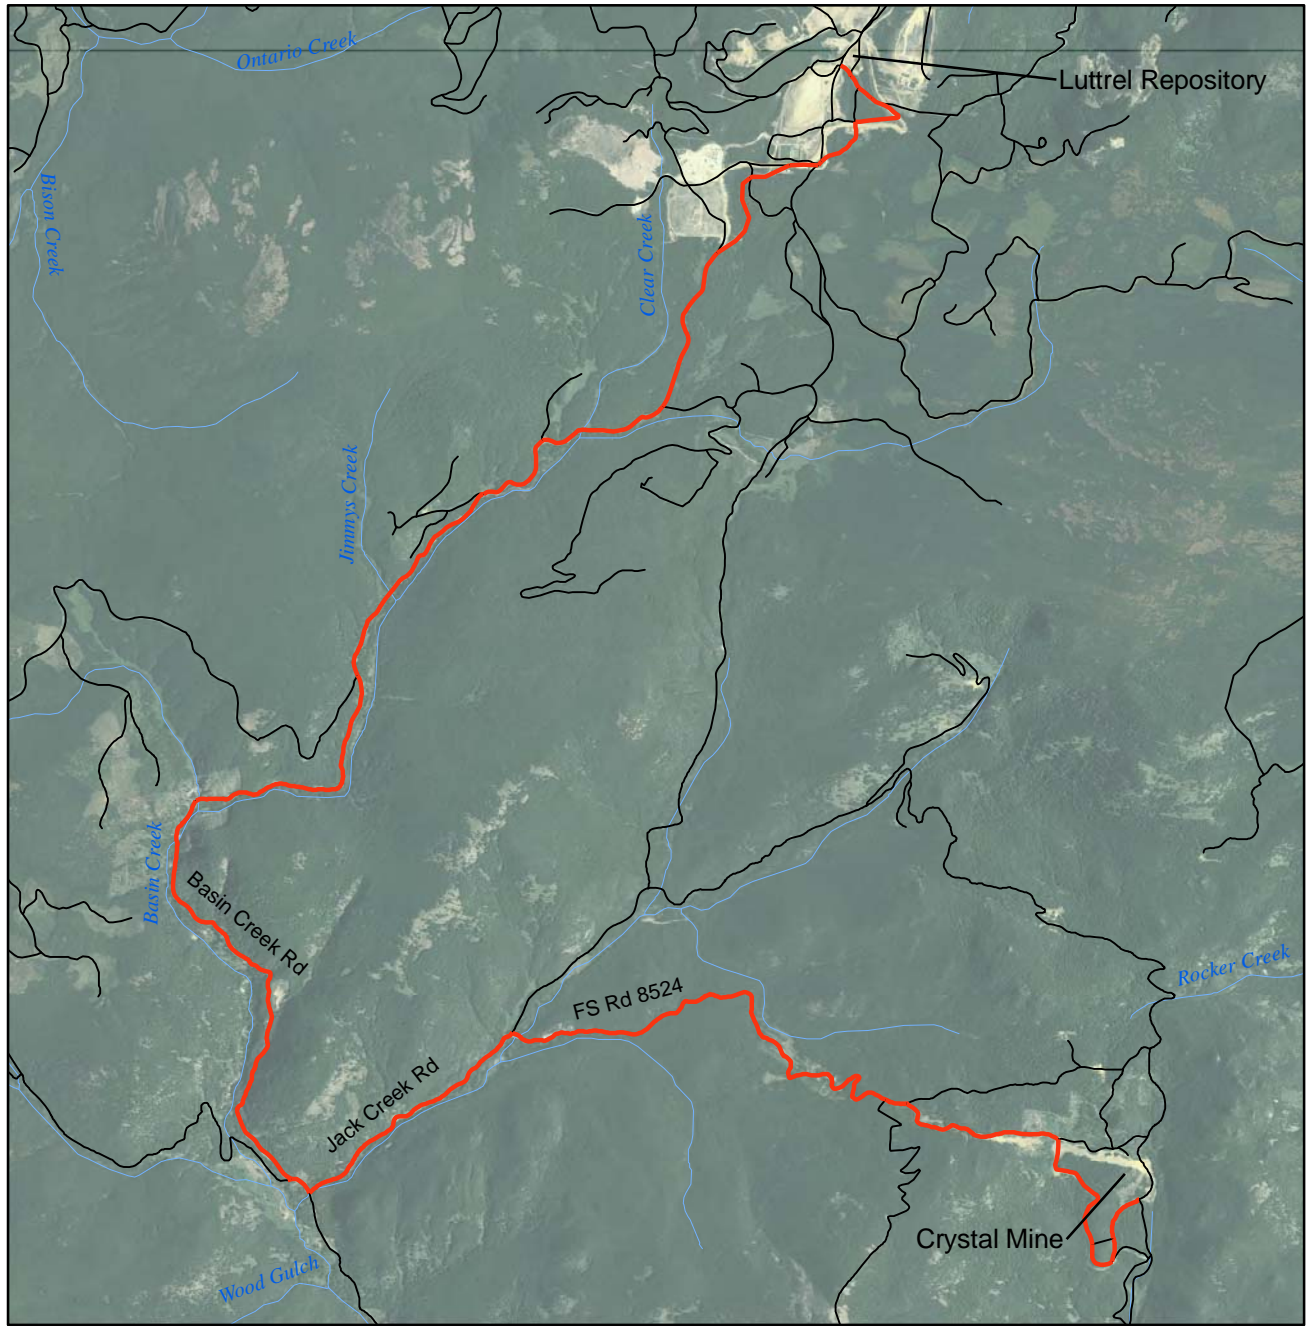 Ontario Creek
Luttrel Repository
Bison Creek
Clear Creek
Jimmys Creek
Basin Creek
Basin Creek Rd
Rocker Creek
FS Rd 8524
Jack Creek Rd
Crystal Mine
Wood Gulch